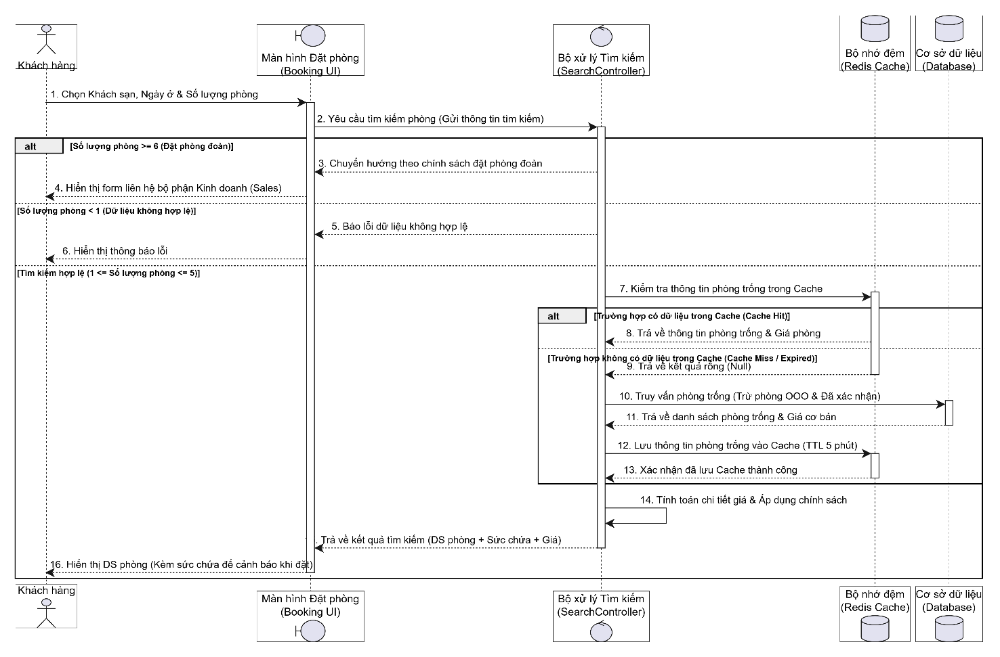 Khách hàng
Màn hình Đặt phòng
(Booking UI)
Bộ xử lý Tìm kiếm
(SearchController)
Bộ nhớ đệm
(Redis Cache)
Cơ sở dữ liệu
(Database)
1. Chọn Khách sạn, Ngày ở & Số lượng phòng
2. Yêu cầu tìm kiếm phòng (Gửi thông tin tìm kiếm)
alt
[Số lượng phòng >= 6 (Đặt phòng đoàn)]
3. Chuyển hướng theo chính sách đặt phòng đoàn
4. Hiển thị form liên hệ bộ phận Kinh doanh (Sales)
[Số lượng phòng < 1 (Dữ liệu không hợp lệ)]
5. Báo lỗi dữ liệu không hợp lệ
6. Hiển thị thông báo lỗi
[Tìm kiếm hợp lệ (1 <= Số lượng phòng <= 5)]
7. Kiểm tra thông tin phòng trống trong Cache
alt
[Trường hợp có dữ liệu trong Cache (Cache Hit)]
8. Trả về thông tin phòng trống & Giá phòng
[Trường hợp không có dữ liệu trong Cache (Cache Miss / Expired)]
9. Trả về kết quả rỗng (Null)
10. Truy vấn phòng trống (Trừ phòng OOO & Đã xác nhận)
11. Trả về danh sách phòng trống & Giá cơ bản
12. Lưu thông tin phòng trống vào Cache (TTL 5 phút)
13. Xác nhận đã lưu Cache thành công
14. Tính toán chi tiết giá & Áp dụng chính sách
Trả về kết quả tìm kiếm (DS phòng + Sức chứa + Giá)
16. Hiển thị DS phòng (Kèm sức chứa để cảnh báo khi đặt)
Khách hàng
Màn hình Đặt phòng
(Booking UI)
Bộ xử lý Tìm kiếm
(SearchController)
Bộ nhớ đệm
(Redis Cache)
Cơ sở dữ liệu
(Database)